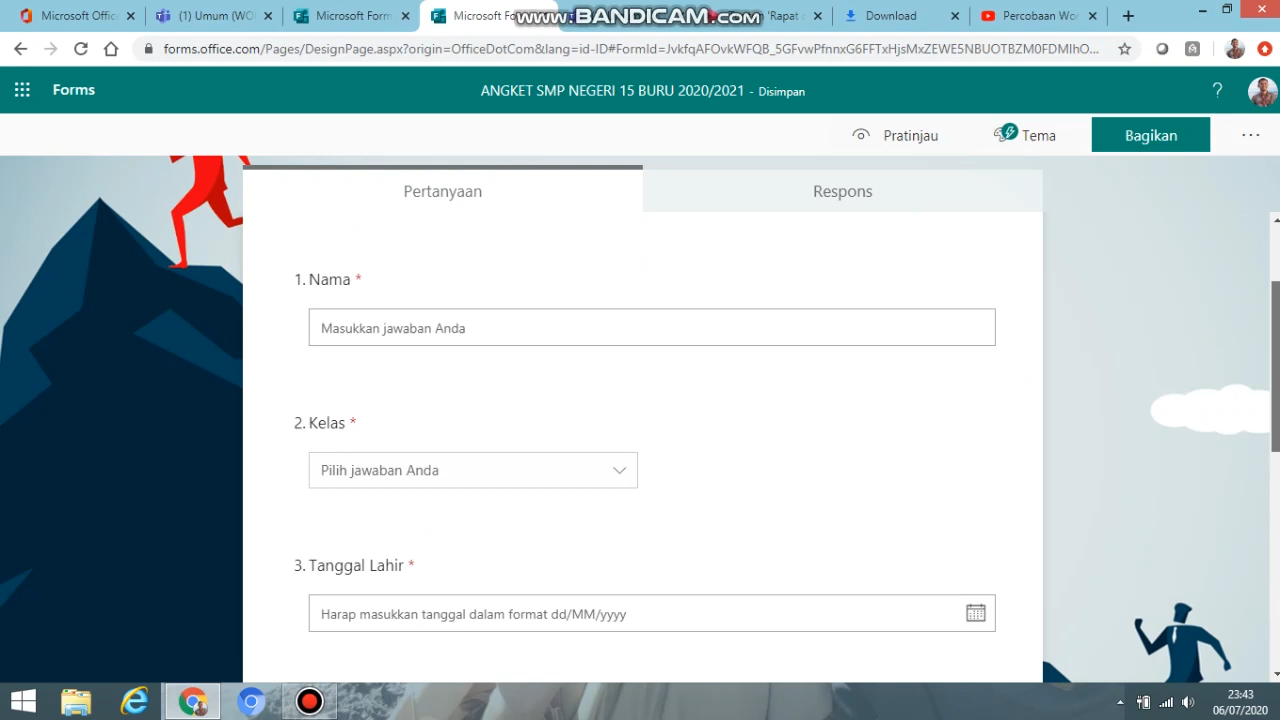 Microsoft Office
(1) Umum (WO
Microsoft Form
Microsoft Fo
www.BANDICAM.com
'Rapat
Download
Percobaan Wo
forms.office.com/Pages/DesignPage.aspx?origin=OfficeDotCom&lang=id-ID#FormId=JvkfqAFOvkWFQB_5GFvwPfnnxG6FFTxHjsMxZEWE5NBUOTBZM0FDMlhO...
Forms
ANGKET SMP NEGERI 15 BURU 2020/2021 - Disimpan
?
Pratinjau
Tema
Bagikan
...
Pertanyaan
Respons
1. Nama *
Masukkan jawaban Anda
2. Kelas *
Pilih jawaban Anda
3. Tanggal Lahir *
Harap masukkan tanggal dalam format dd/MM/yyyy
23:43
06/07/2020